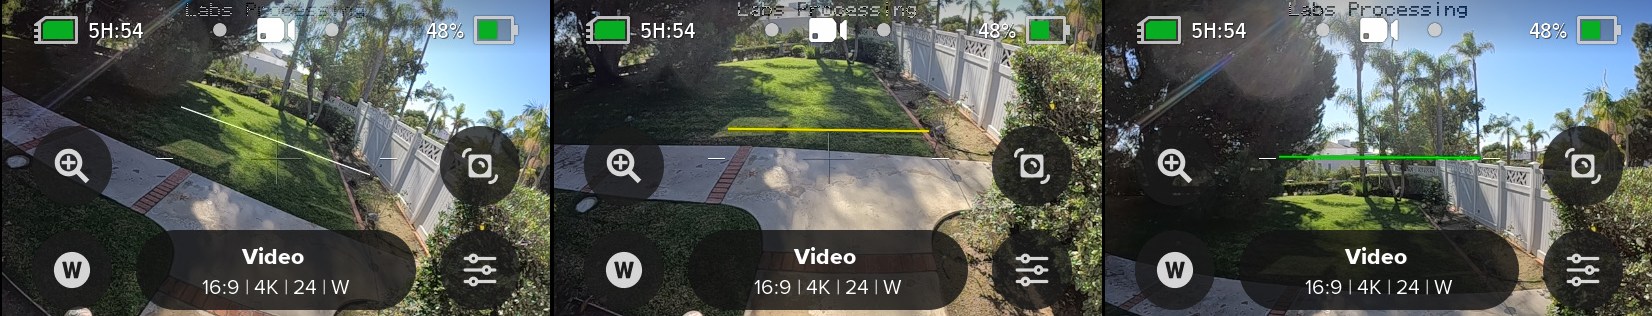 Labs Processing
5H:54
48%
W
Video
16:9 | 4K | 24 | W
Labs Processing
5H:54
48%
W
Video
16:9 | 4K | 24 | W
Labs Processing
5H:54
48%
W
Video
16:9 | 4K | 24 | W